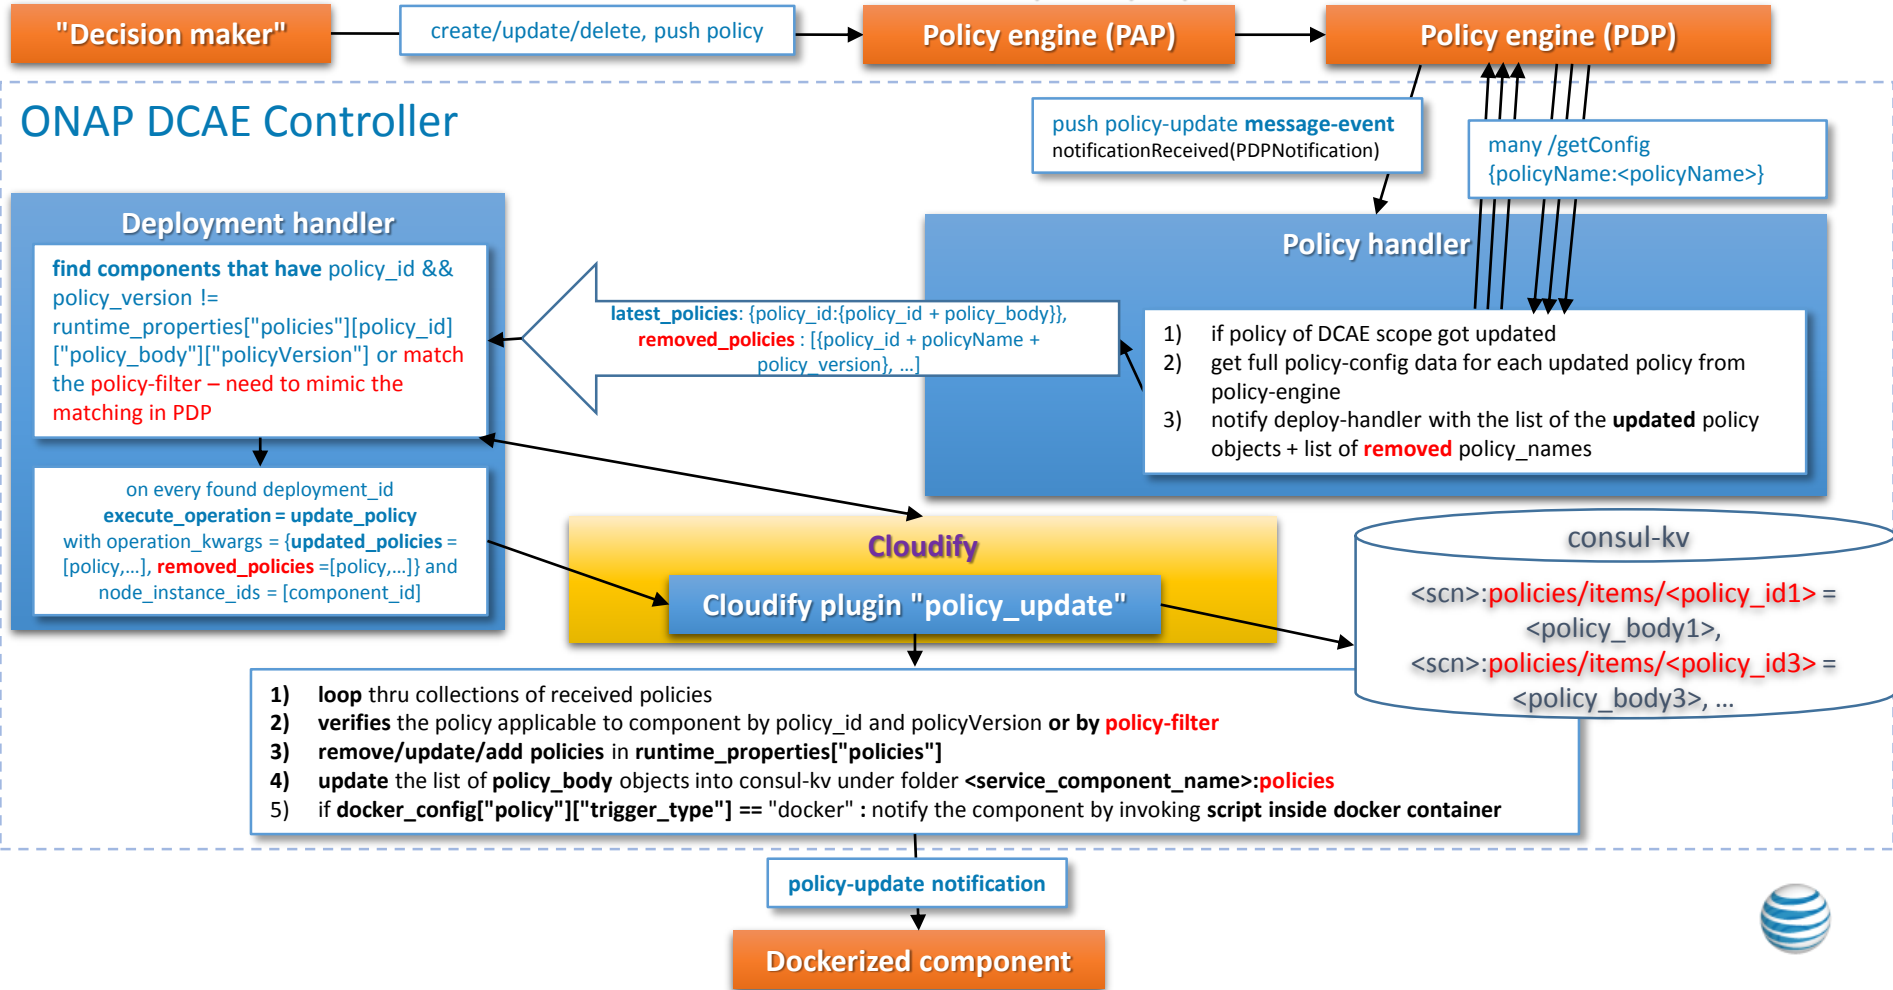 "Decision maker"
create/update/delete, push policy
Policy engine (PAP)
Policy engine (PDP)
ONAP DCAE Controller
push policy-update message-event
notificationReceived(PDPNotification)
many /getConfig
{policyName:<policyName>}
Deployment handler
find components that have policy_id &&
policy_version !=
runtime_properties["policies"][policy_id]
["policy_body"]["policyVersion"] or match
the policy-filter – need to mimic the
matching in PDP
on every found deployment_id
execute_operation = update_policy
with operation_kwargs = {updated_policies =
[policy,...], removed_policies =[policy,...]} and
node_instance_ids = [component_id]
latest_policies: {policy_id:{policy_id + policy_body}},
removed_policies : [{policy_id + policyName +
policy_version}, ...]
Policy handler
1) if policy of DCAE scope got updated
2) get full policy-config data for each updated policy from
policy-engine
3) notify deploy-handler with the list of the updated policy
objects + list of removed policy_names
Cloudify
Cloudify plugin "policy_update"
consul-kv
<scn>:policies/items/<policy_id1> =
<policy_body1>,
<scn>:policies/items/<policy_id3> =
<policy_body3>, ...
1) loop thru collections of received policies
2) verifies the policy applicable to component by policy_id and policyVersion or by policy-filter
3) remove/update/add policies in runtime_properties["policies"]
4) update the list of policy_body objects into consul-kv under folder <service_component_name>:policies
5) if docker_config["policy"]["trigger_type"] == "docker" : notify the component by invoking script inside docker container
policy-update notification
Dockerized component